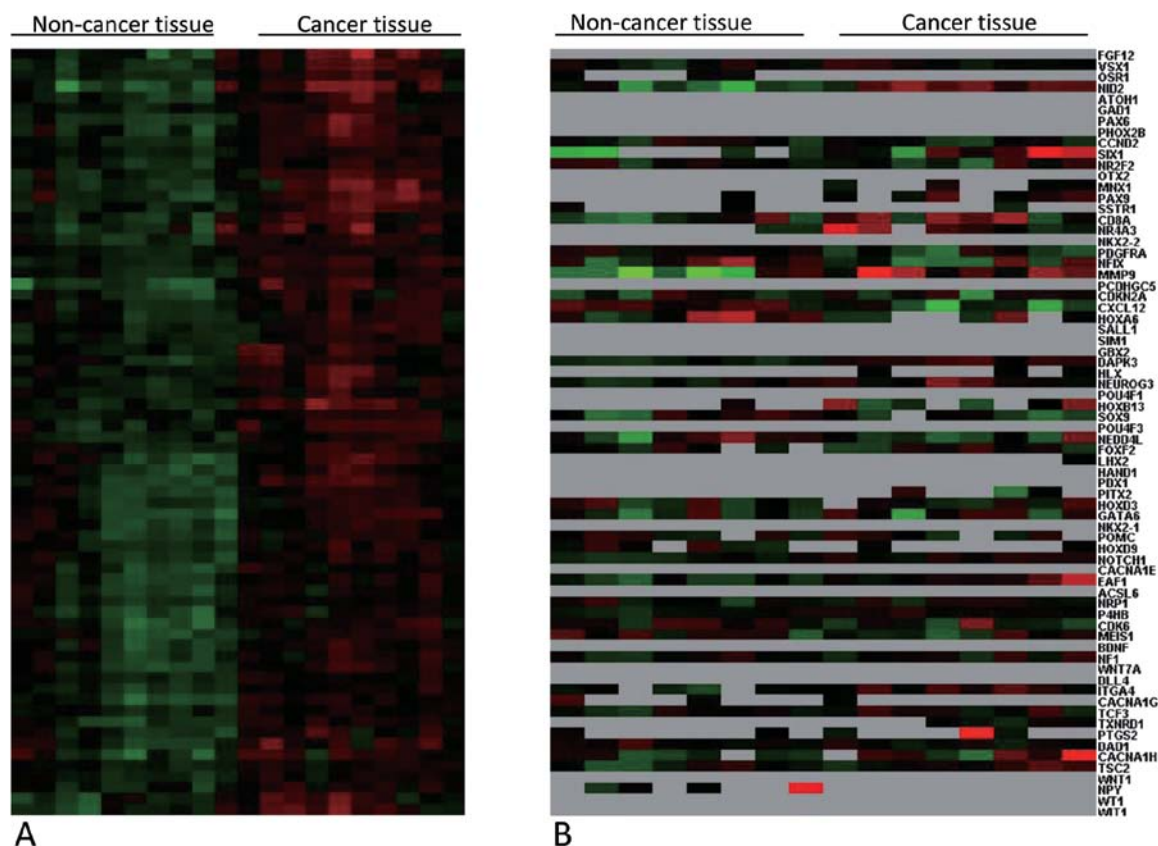 Non-cancer tissue Cancer tissue Non-cancer tissue Cancer tissue
FGF12
VSX1
OSR1
NID2
ATOH1
GAD1
PAX6
PHOX2B
CCND2
SIX1
NR2F2
OTX2
MNX1
PAX9
SSTR1
CD8A
NR4A3
NKX2-2
PDGFRA
NFIX
MMP9
PCDHGC5
CDKN2A
CXCL12
HOXA6
SALL1
SIM1
GBX2
DAPK3
HLX
NEUROG3
POU4F1
HOXB13
SOX9
POU4F3
NEDD4L
FOXF2
LHX2
HAND1
PDX1
PITX2
HOXD3
GATA6
NKX2-1
POMC
HOXD9
NOTCH1
CACNA1E
EAF1
ACSL6
NRP1
P4HB
CDK6
MEIS1
BDNF
NF1
WNT7A
DLL4
ITGA4
CACNA1G
TCF3
TXNRD1
PTGS2
DAD1
CACNA1H
TSC2
WNT1
NPY
WT1
WIT1
A B